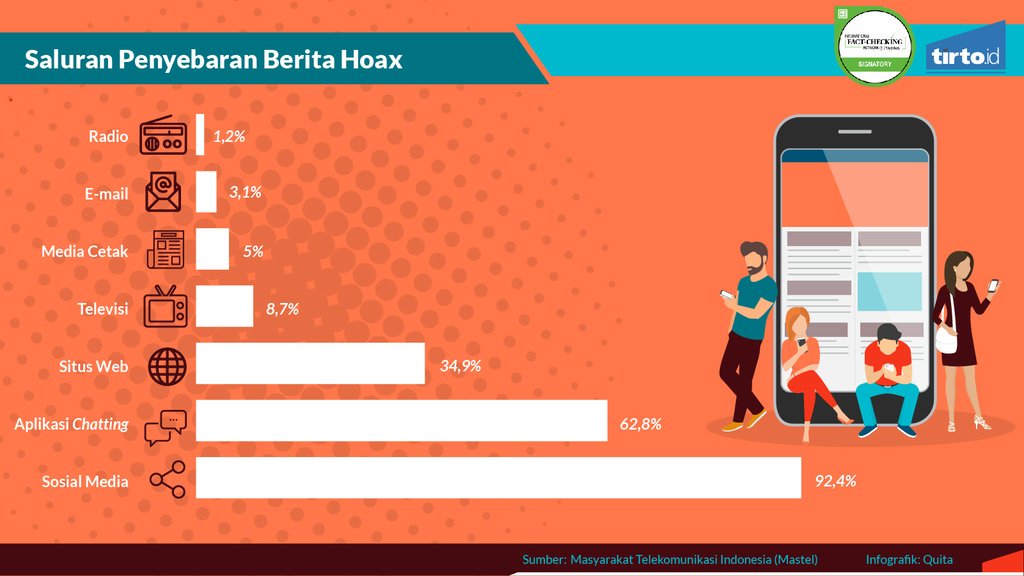 Saluran Penyebaran Berita Hoax
INTERNATIONAL
FACT-CHECKING
NETWORK @ Poynter.
SIGNATORY
tirto.id
Radio
1,2%
E-mail
3,1%
Media Cetak
5%
Televisi
8,7%
Situs Web
34,9%
Aplikasi Chatting
62,8%
Sosial Media
92,4%
Sumber: Masyarakat Telekomunikasi Indonesia (Mastel)
Infografik: Quita